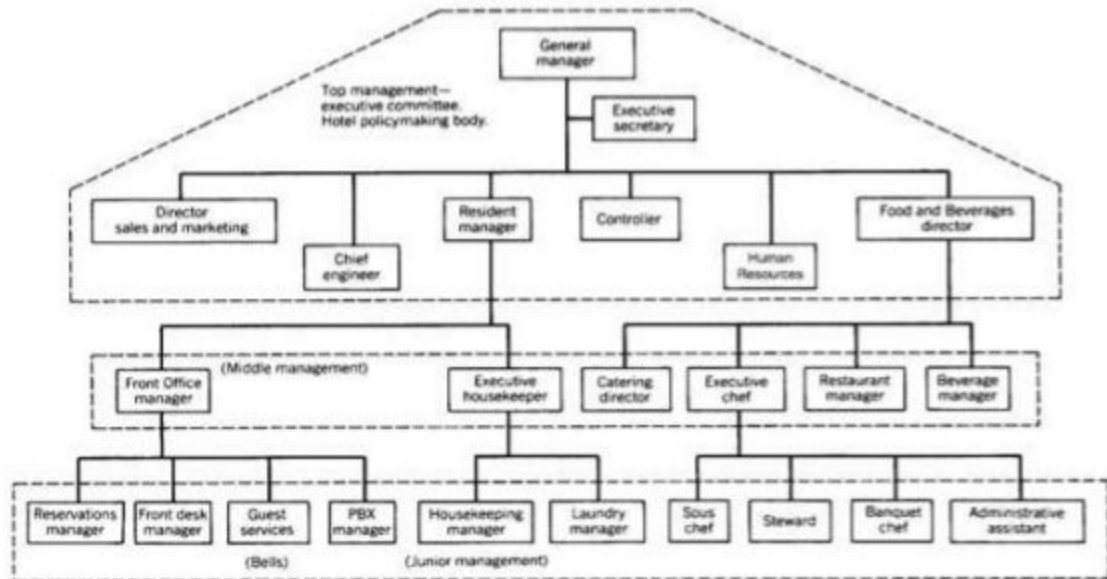 General
manager
Top management—
executive committee.
Hotel policymaking body.
Executive
secretary
Director
sales and marketing
Resident
manager
Controller
Food and Beverages
director
Chief
engineer
Human
Resources
(Middle management)
Front Office
manager
Executive
housekeeper
Catering
director
Executive
chef
Restaurant
manager
Beverage
manager
Reservations
manager
Front desk
manager
Guest
services
PBX
manager
Housekeeping
manager
Laundry
manager
Sous
chef
Steward
Banquet
chef
Administrative
assistant
(Bells)
(Junior management)